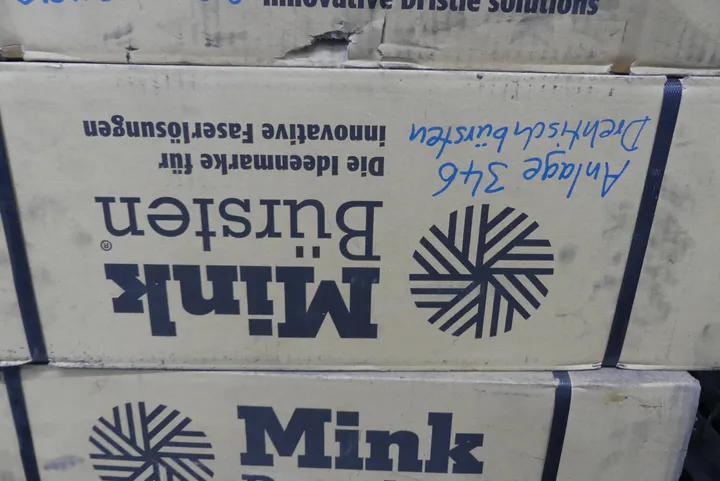 innovative bristle solutions
Mink
Bürsten®
Die Ideenmarke für
innovative Faserlösungen
Anlage 346
Drehtischbürsten
Mink